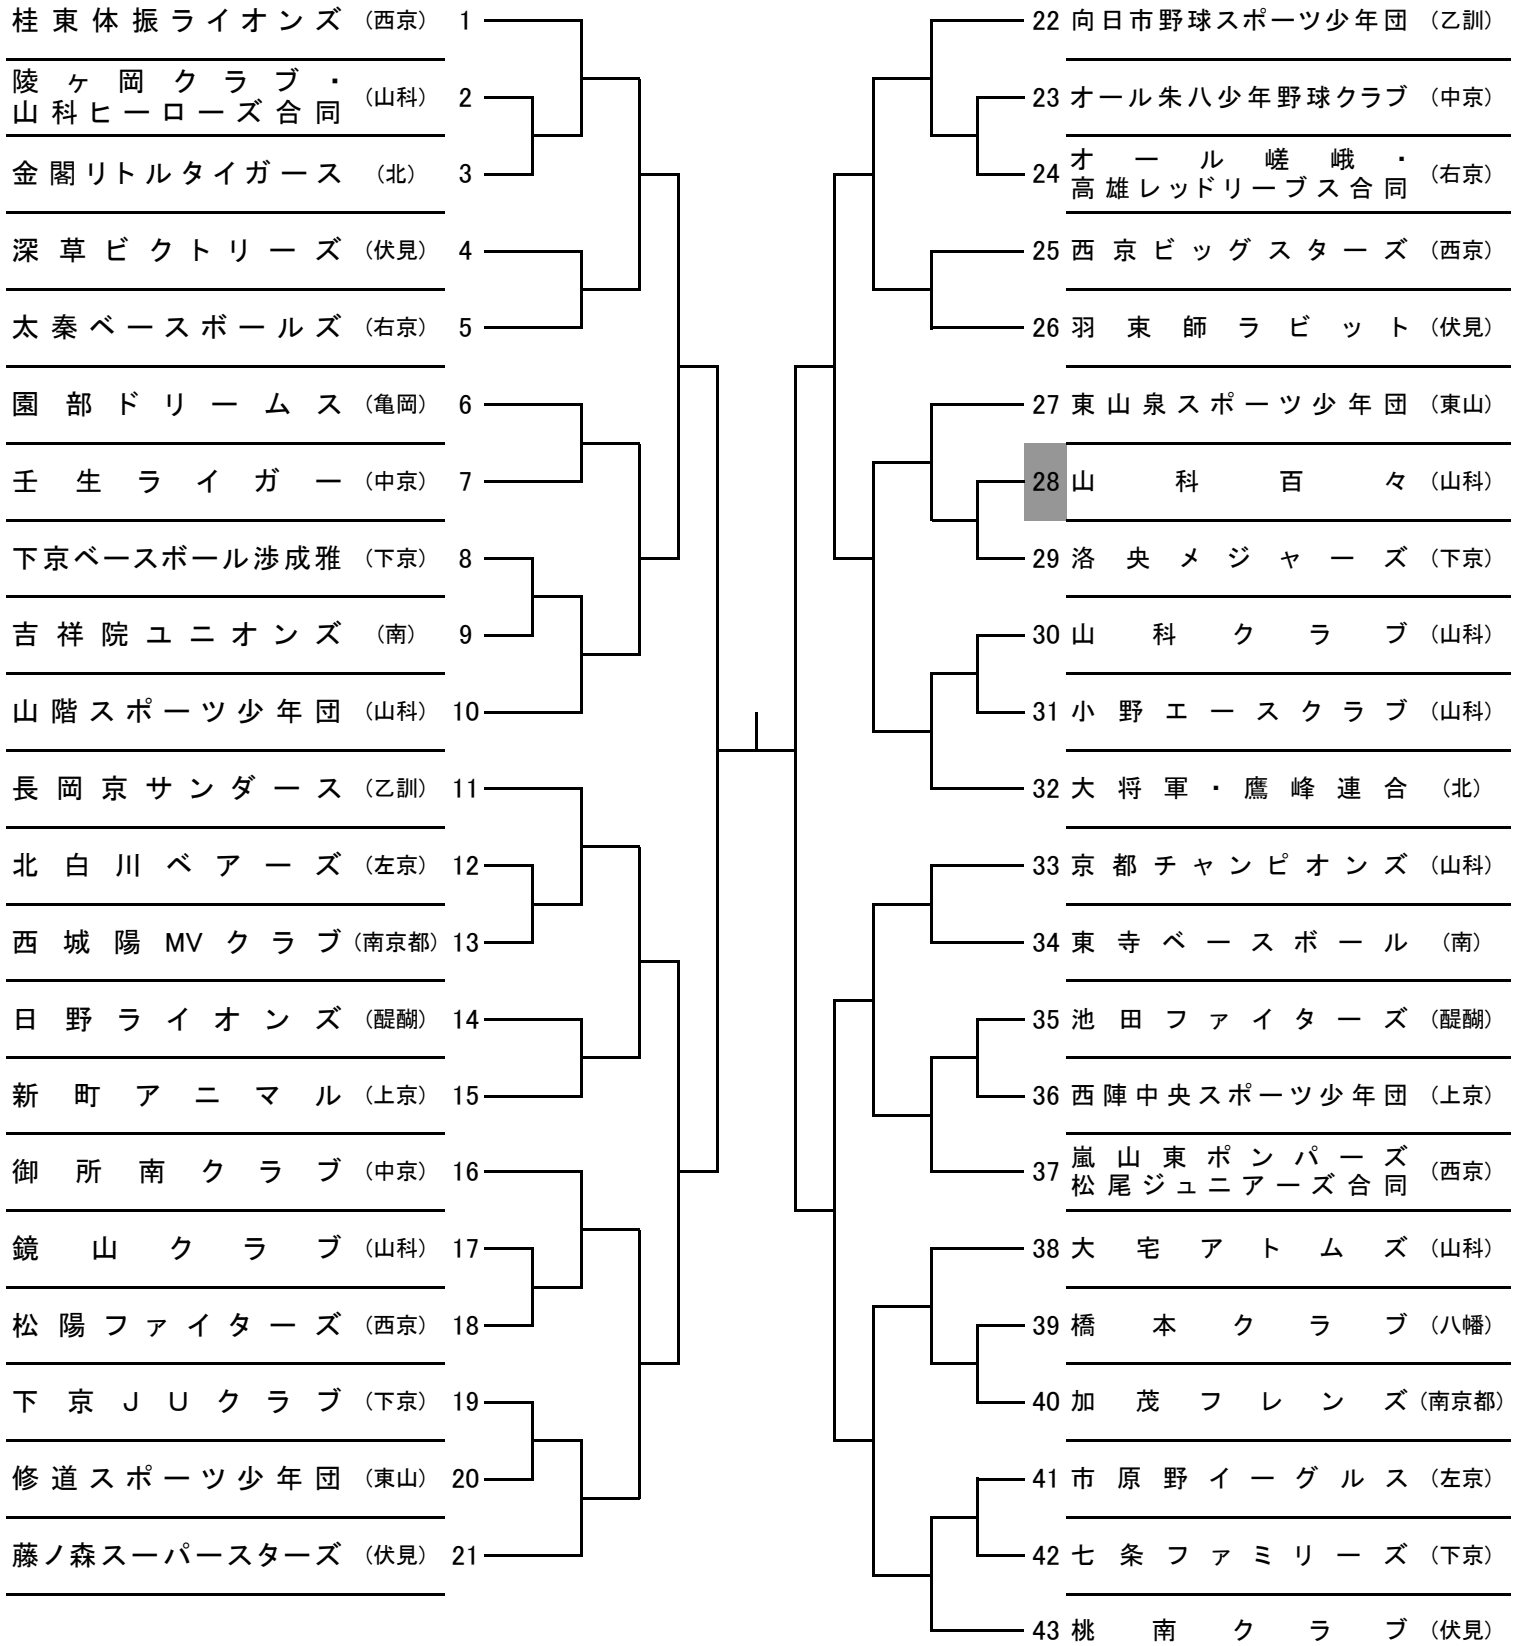 桂東体振ライオンズ （西京） 1
陵ヶ岡クラブ・
山科ヒーローズ合同 （山科） 2
金閣リトルタイガース （北） 3
深草ビクトリーズ （伏見） 4
太秦ベースボールズ （右京） 5
園部ドリームス （亀岡） 6
壬生ライガー （中京） 7
下京ベースボール渉成雅 （下京） 8
吉祥院ユニオンズ （南） 9
山階スポーツ少年団 （山科） 10
長岡京サンダース （乙訓） 11
北白川ベアーズ （左京） 12
西城陽MVクラブ （南京都） 13
日野ライオンズ （醍醐） 14
新町アニマル （上京） 15
御所南クラブ （中京） 16
鏡山クラブ （山科） 17
松陽ファイターズ （西京） 18
下京ＪＵクラブ （下京） 19
修道スポーツ少年団 （東山） 20
藤ノ森スーパースターズ （伏見） 21
22 向日市野球スポーツ少年団 （乙訓）
23 オール朱八少年野球クラブ （中京）
24 オール嵯峨・
高雄レッドリーブス合同 （右京）
25 西京ビッグスターズ （西京）
26 羽束師ラビット （伏見）
27 東山泉スポーツ少年団 （東山）
28 山科百々 （山科）
29 洛央メジャーズ （下京）
30 山科クラブ （山科）
31 小野エースクラブ （山科）
32 大将軍・鷹峰連合 （北）
33 京都チャンピオンズ （山科）
34 東寺ベースボール （南）
35 池田ファイターズ （醍醐）
36 西陣中央スポーツ少年団 （上京）
37 嵐山東ポンパーズ
松尾ジュニアーズ合同 （西京）
38 大宅アトムズ （山科）
39 橋本クラブ （八幡）
40 加茂フレンズ （南京都）
41 市原野イーグルス （左京）
42 七条ファミリーズ （下京）
43 桃南クラブ （伏見）